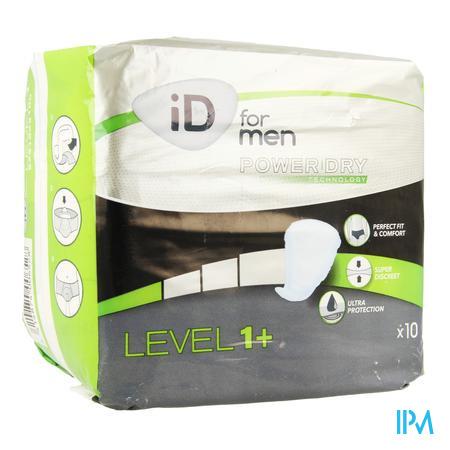 iD
for
men
POWER DRY
TECHNOLOGY
PERFECT FIT
& COMFORT
SUPER
DISCREET
ULTRA
PROTECTION
LEVEL 1+
x10
IPM